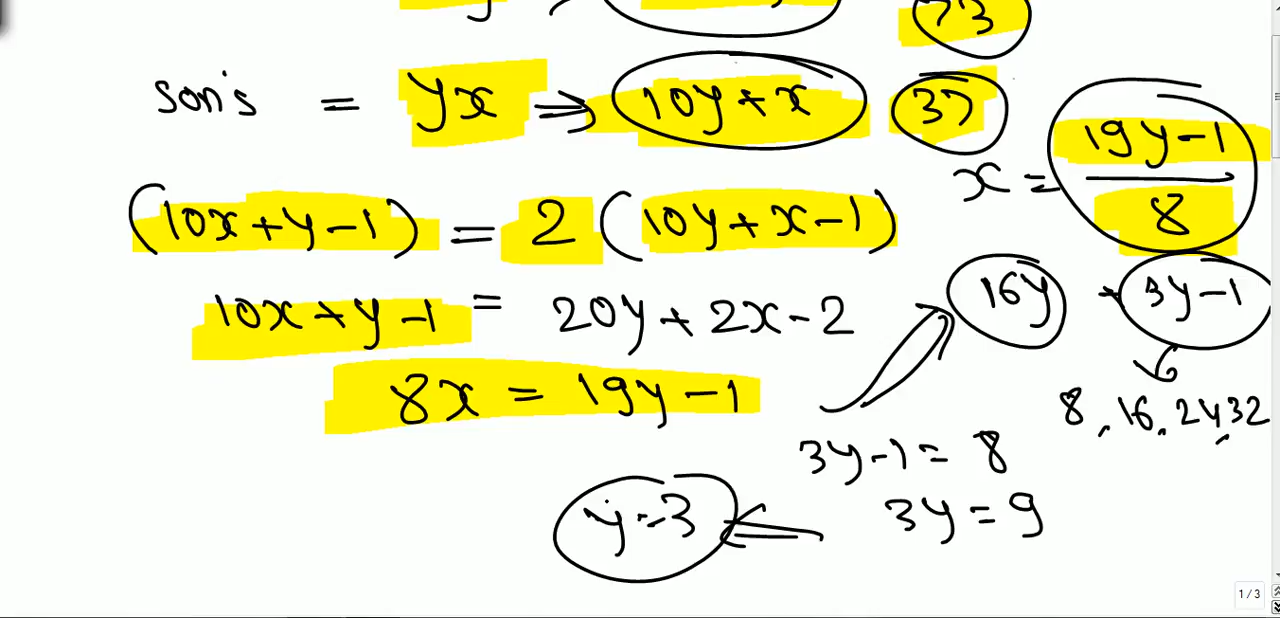 73
son's = yx ⇒ 10y+x 37
x = 19y-1
8
(10x+y-1) = 2 (10y+x-1)
16y + 3y-1
10x+y-1 = 20y+2x-2
8x = 19y-1
8, 16, 24, 32
3y-1= 8
3y = 9
y=3
1/3